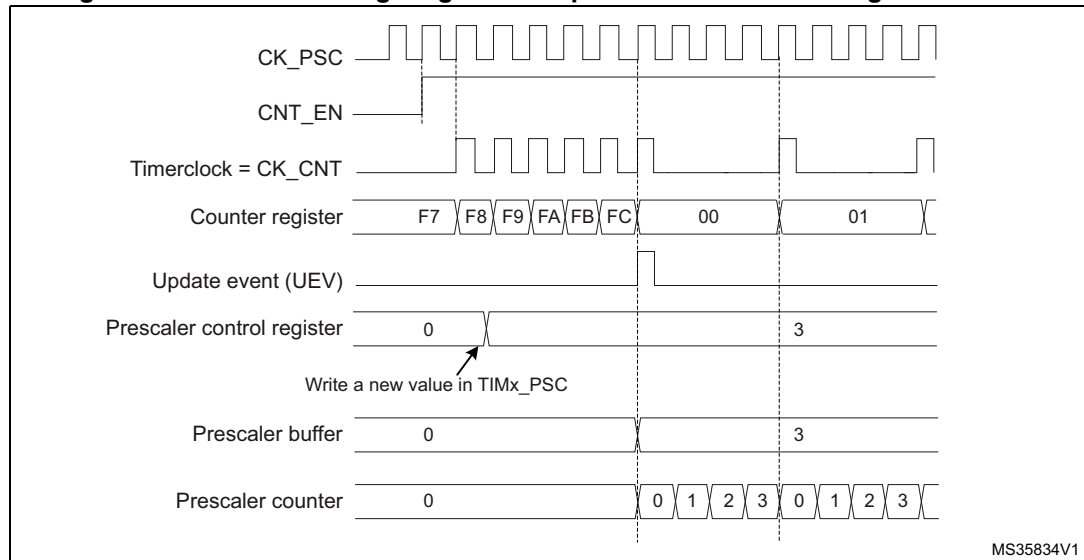 CK_PSC
CNT_EN
Timerclock = CK_CNT
Counter register F7 F8 F9 FA FB FC 00 01
Update event (UEV)
Prescaler control register 0 3
Write a new value in TIMx_PSC
Prescaler buffer 0 3
Prescaler counter 0 0 1 2 3 0 1 2 3
MS35834V1